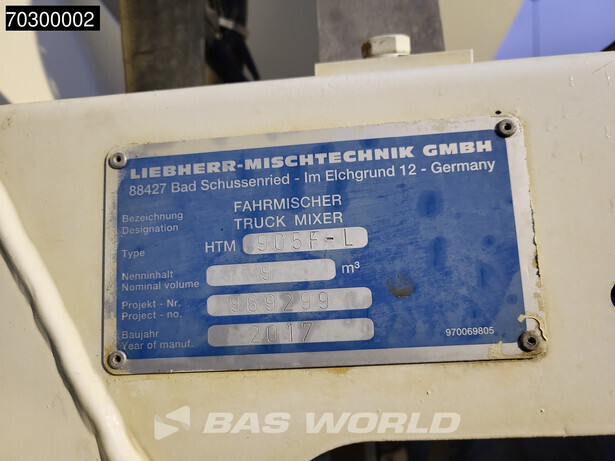 70300002
LIEBHERR-MISCHTECHNIK GMBH
88427 Bad Schussenried - Im Elchgrund 12 - Germany
Bezeichnung FAHRMISCHER
Designation TRUCK MIXER
Type HTM 905F-L
Nenninhalt
Nominal volume 9 m³
Projekt - Nr.
Project - no. 989299
Baujahr
Year of manuf. 2017
970069805
BAS WORLD